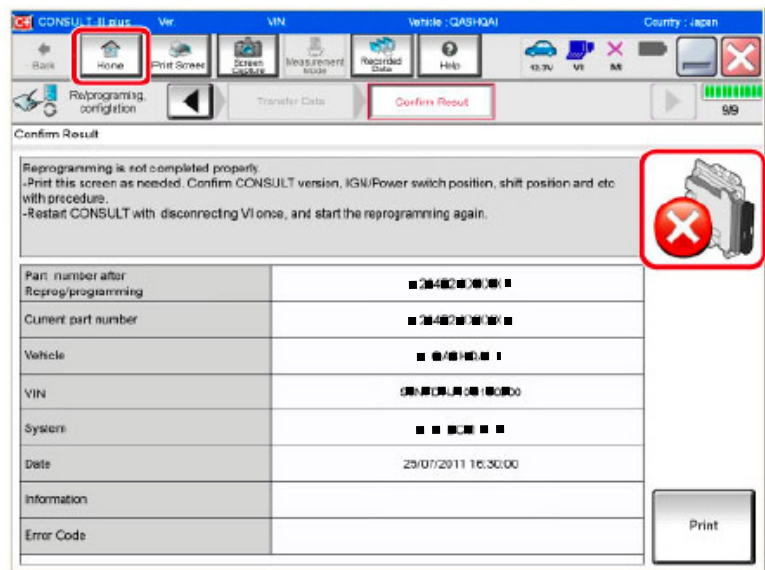 CONSULT-III plus Ver. VIN: Vehicle : QASHQAI Country : Japan
Back Home Print Screen Screen Capture Measurement Mode Recorded Data Help 12.7V VI MI
Re/programing, configlation Transfer Data Confirm Result 9/9
Confirm Result
Reprogramming is not completed properly.
-Print this screen as needed. Confirm CONSULT version, IGN/Power switch position, shift position and etc
with procedure.
-Restart CONSULT with disconnecting VI once, and start the reprogramming again.
Part number after
Reprog/programming
Current part number
Vehicle
VIN
System
Date 25/07/2011 16:30:00
Information
Error Code
Print